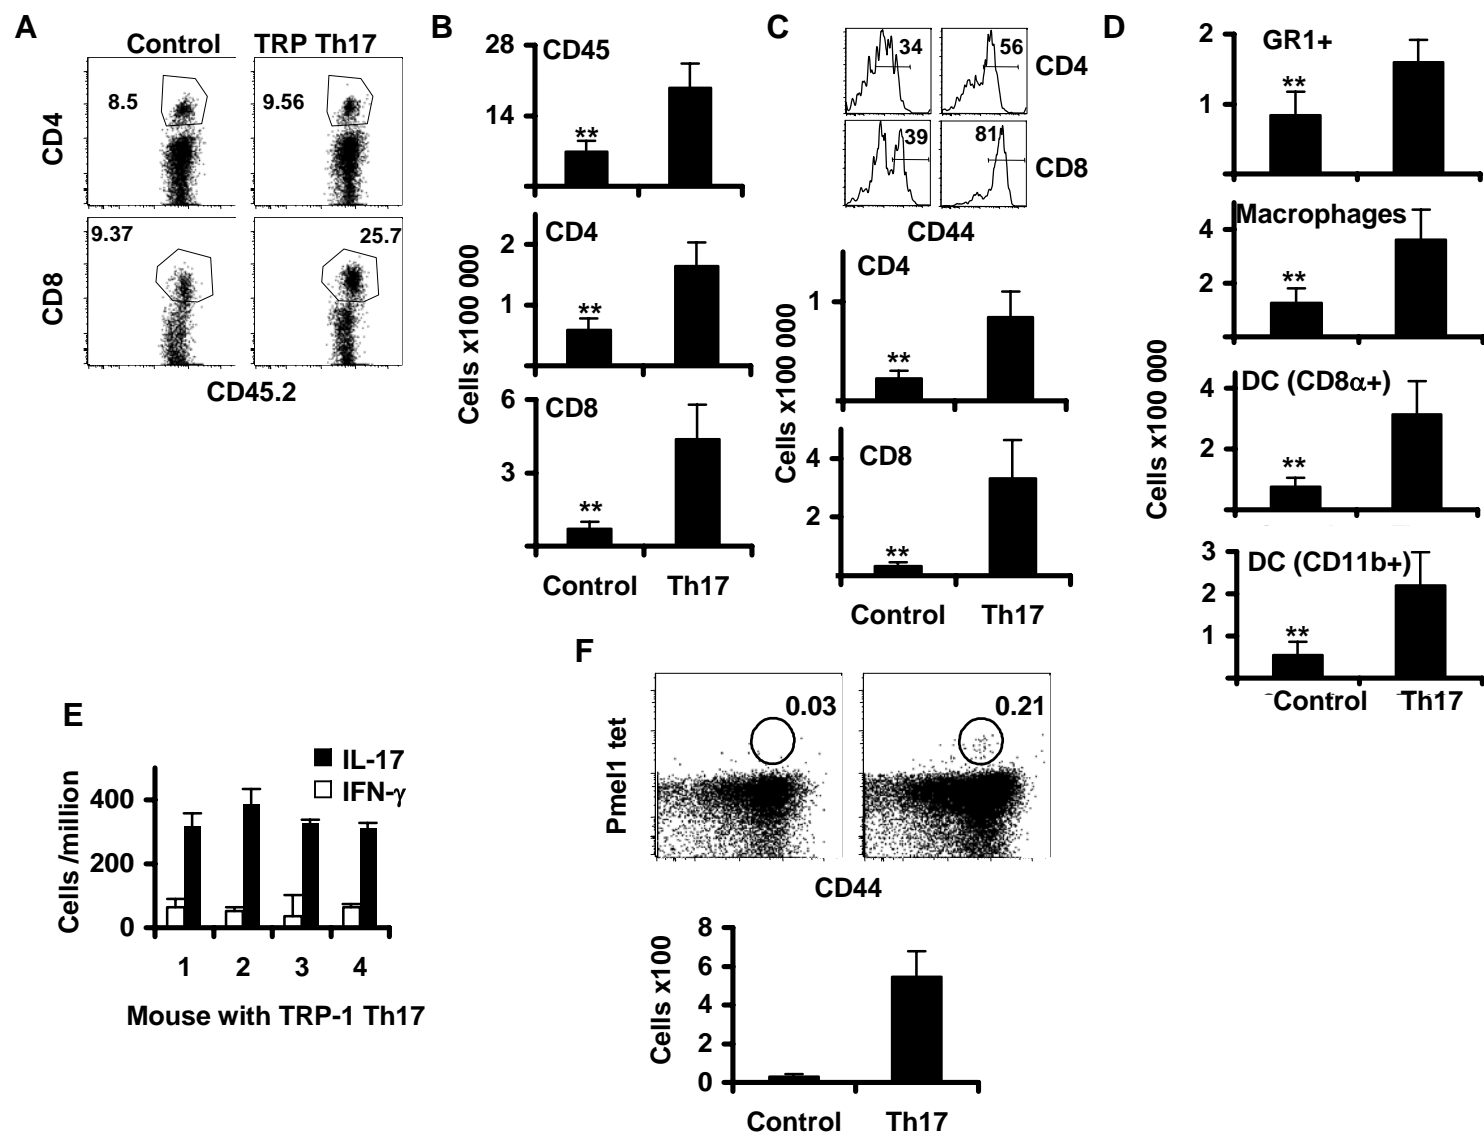 A
Control TRP Th17
8.5
9.56
CD4
9.37
25.7
CD8
CD45.2
B
28
CD45
14
**
CD4
2
1
**
6
CD8
3
**
Cells x100 000
Control Th17
C
34
56
CD4
39
81
CD8
CD44
CD4
1
**
CD8
4
2
**
Cells x100 000
Control Th17
D
2
GR1+
1
**
Macrophages
4
2
**
DC (CD8α+)
4
2
**
3
DC (CD11b+)
2
1
**
Cells x100 000
Control Th17
E
IL-17
IFN-γ
400
200
0
Cells /million
1 2 3 4
Mouse with TRP-1 Th17
F
0.03
0.21
Pmel1 tet
CD44
8
6
4
2
0
Cells x100
Control Th17